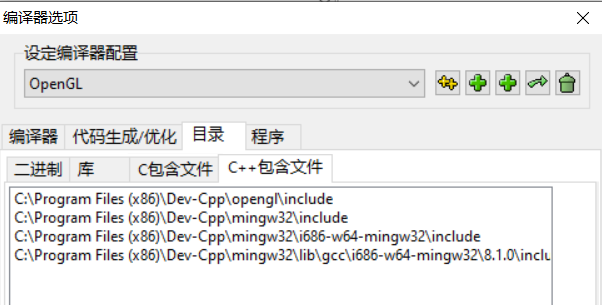 编译器选项
设定编译器配置
OpenGL
编译器 代码生成/优化 目录 程序
二进制 库 C包含文件 C++包含文件
C:\Program Files (x86)\Dev-Cpp\opengl\include
C:\Program Files (x86)\Dev-Cpp\mingw32\include
C:\Program Files (x86)\Dev-Cpp\mingw32\i686-w64-mingw32\include
C:\Program Files (x86)\Dev-Cpp\mingw32\lib\gcc\i686-w64-mingw32\8.1.0\inclu